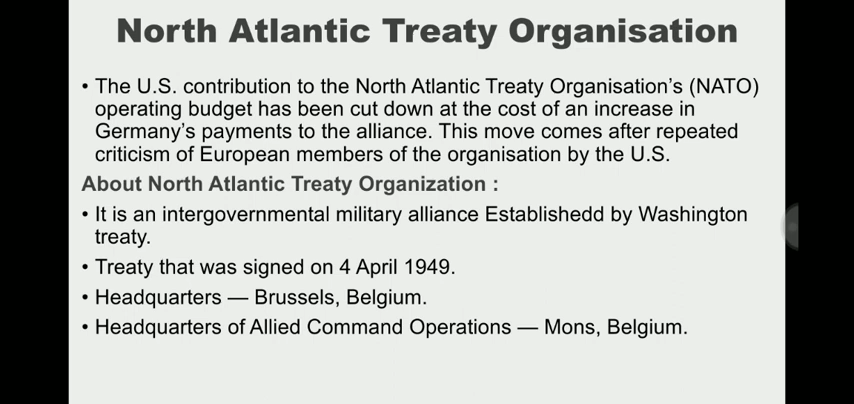 North Atlantic Treaty Organisation
• The U.S. contribution to the North Atlantic Treaty Organisation's (NATO)
operating budget has been cut down at the cost of an increase in
Germany's payments to the alliance. This move comes after repeated
criticism of European members of the organisation by the U.S.
About North Atlantic Treaty Organization :
• It is an intergovernmental military alliance Establishedd by Washington
treaty.
• Treaty that was signed on 4 April 1949.
• Headquarters — Brussels, Belgium.
• Headquarters of Allied Command Operations — Mons, Belgium.